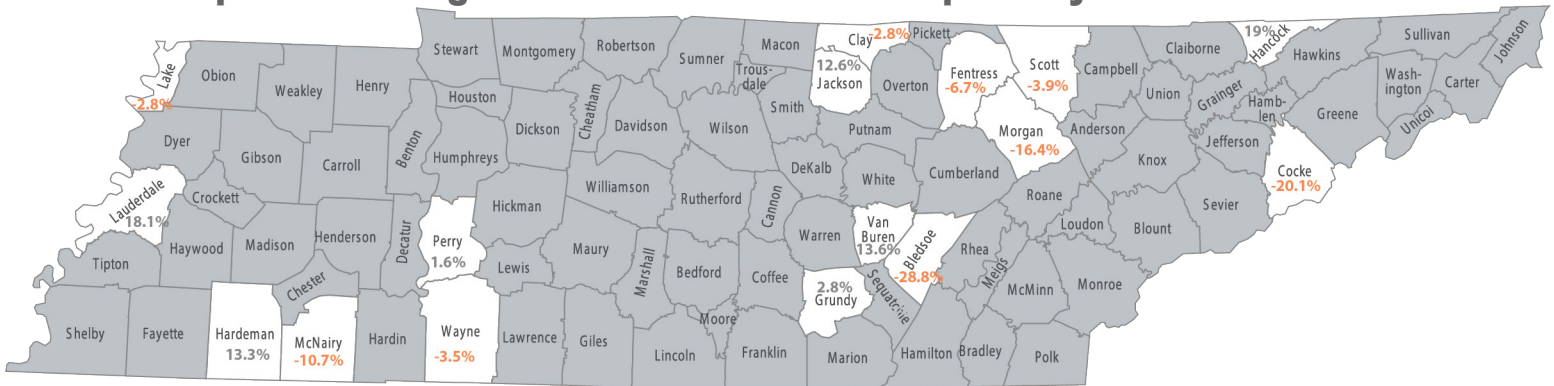 Stewart
Montgomery
Robertson
Sumner
Macon
Clay
-2.8%
Pickett
Claiborne
19%
Hancock
Hawkins
Sullivan
Johnson
Lake
-2.8%
Obion
Weakley
Henry
Houston
Dickson
Cheatham
Davidson
Wilson
Trous-
dale
Smith
12.6%
Jackson
Overton
Fentress
-6.7%
Scott
-3.9%
Campbell
Union
Grainger
Hamb-
len
Greene
Wash-
ington
Carter
Unicoi
Dyer
Gibson
Carroll
Benton
Humphreys
Putnam
Morgan
-16.4%
Anderson
Knox
Jefferson
Cocke
-20.1%
Lauderdale
18.1%
Crockett
Hickman
Williamson
Rutherford
Cannon
DeKalb
White
Cumberland
Roane
Loudon
Blount
Sevier
Tipton
Haywood
Madison
Henderson
Decatur
Perry
1.6%
Lewis
Maury
Marshall
Bedford
Coffee
Warren
Van
Buren
13.6%
Bledsoe
-28.8%
Rhea
Meigs
McMinn
Monroe
Chester
Moore
2.8%
Grundy
Sequatchie
Shelby
Fayette
Hardeman
13.3%
McNairy
-10.7%
Hardin
Wayne
-3.5%
Lawrence
Giles
Lincoln
Franklin
Marion
Hamilton
Bradley
Polk